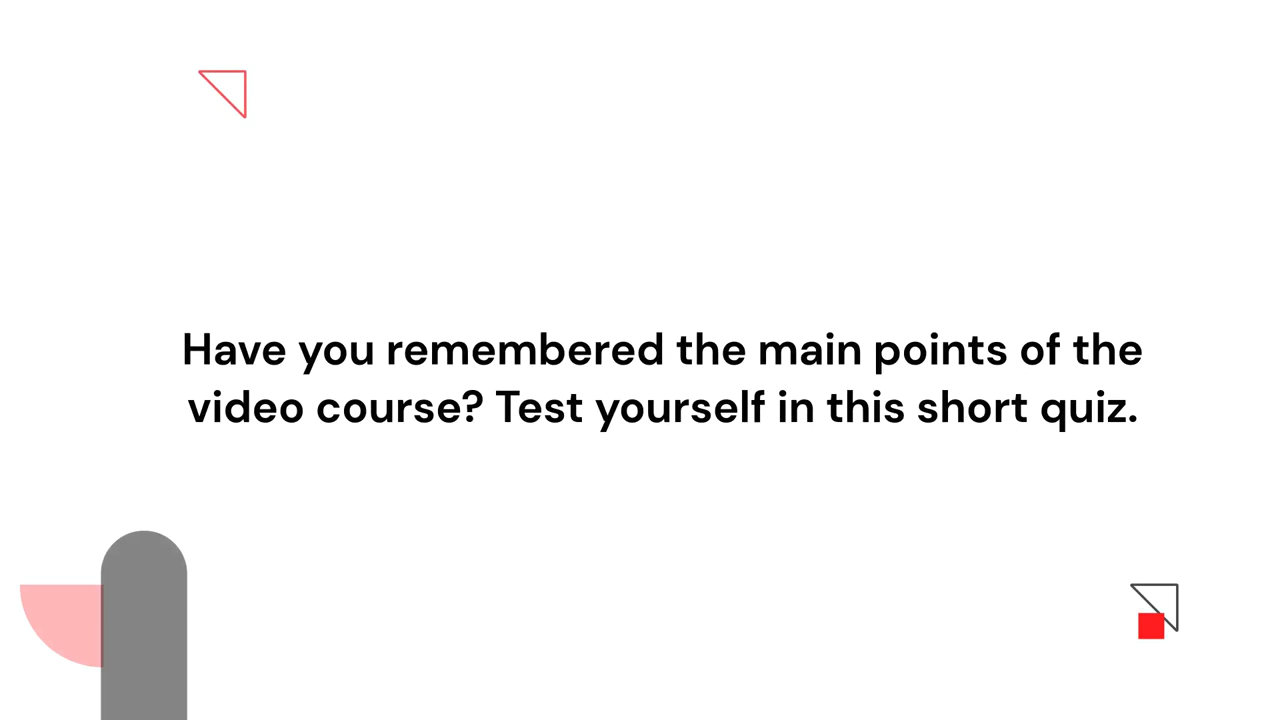 Have you remembered the main points of the
video course? Test yourself in this short quiz.